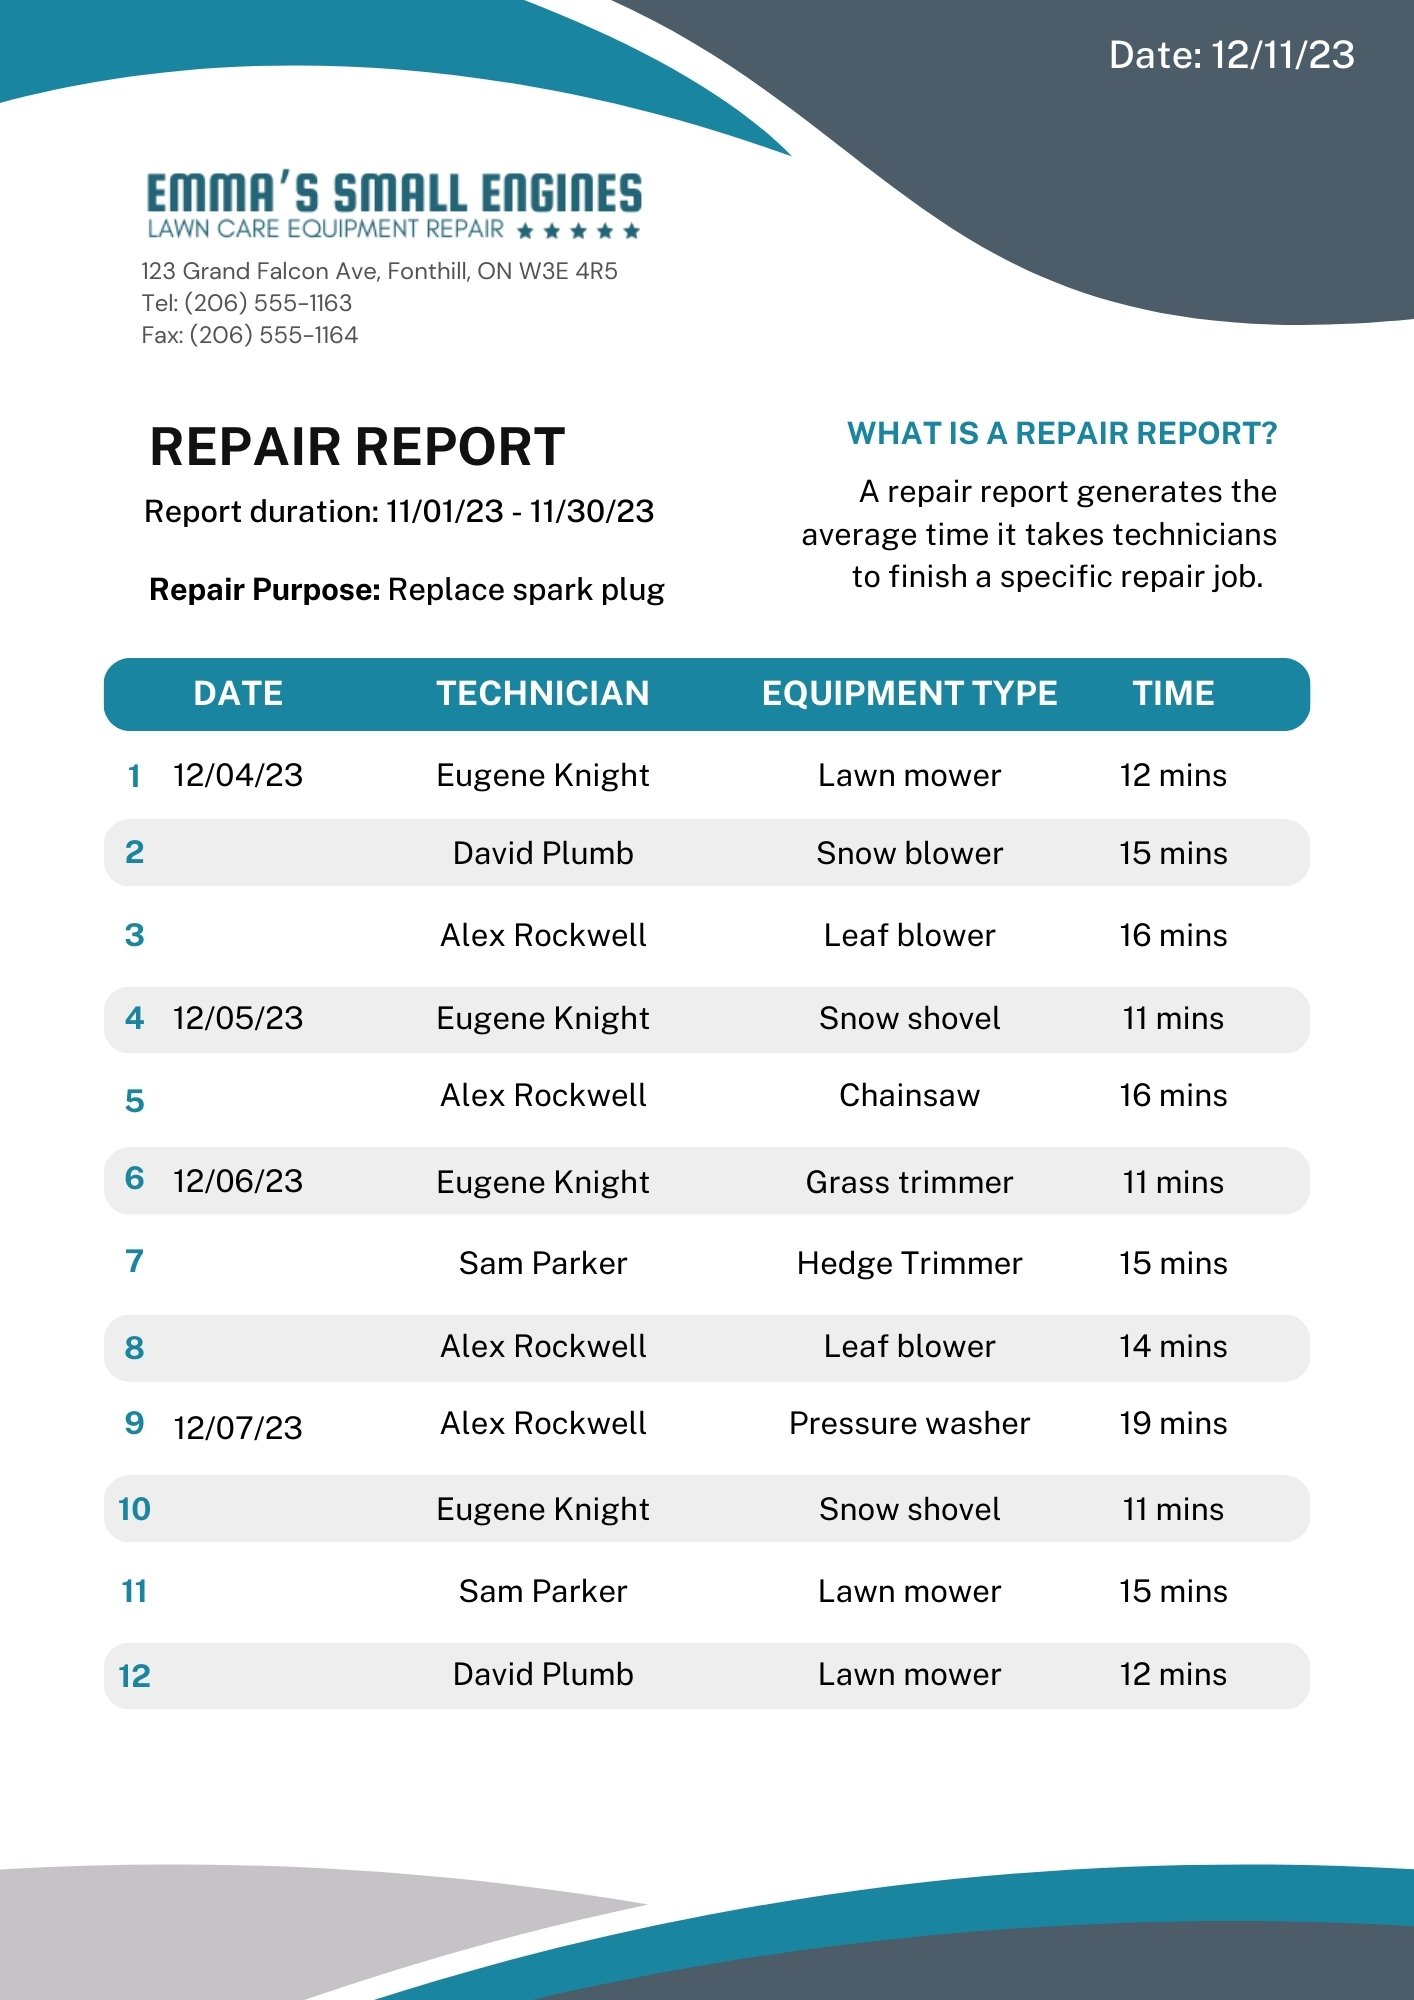 Date: 12/11/23
EMMA'S SMALL ENGINES
LAWN CARE EQUIPMENT REPAIR
123 Grand Falcon Ave, Fonthill, ON W3E 4R5
Tel: (206) 555-1163
Fax: (206) 555-1164
REPAIR REPORT
Report duration: 11/01/23 - 11/30/23
Repair Purpose: Replace spark plug
WHAT IS A REPAIR REPORT?
A repair report generates the
average time it takes technicians
to finish a specific repair job.
DATE TECHNICIAN EQUIPMENT TYPE TIME
1 12/04/23 Eugene Knight Lawn mower 12 mins
2 David Plumb Snow blower 15 mins
3 Alex Rockwell Leaf blower 16 mins
4 12/05/23 Eugene Knight Snow shovel 11 mins
5 Alex Rockwell Chainsaw 16 mins
6 12/06/23 Eugene Knight Grass trimmer 11 mins
7 Sam Parker Hedge Trimmer 15 mins
8 Alex Rockwell Leaf blower 14 mins
9 12/07/23 Alex Rockwell Pressure washer 19 mins
10 Eugene Knight Snow shovel 11 mins
11 Sam Parker Lawn mower 15 mins
12 David Plumb Lawn mower 12 mins